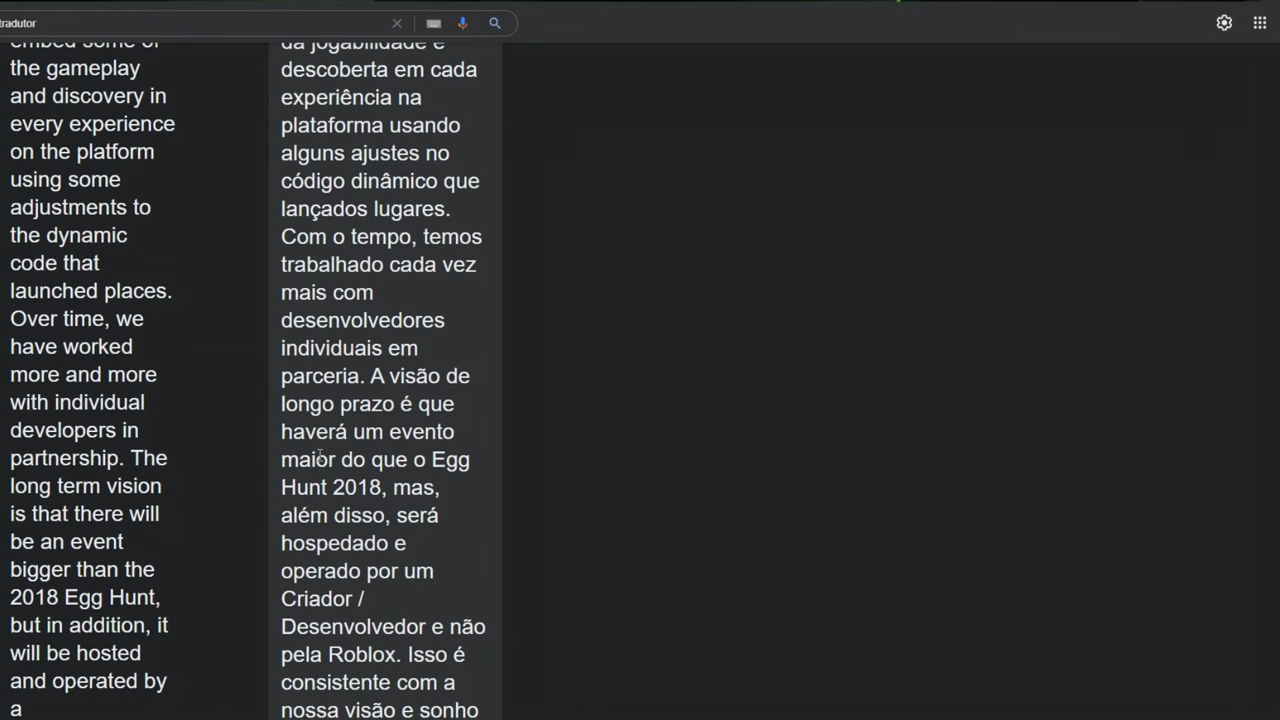 tradutor
embed some of
the gameplay
and discovery in
every experience
on the platform
using some
adjustments to
the dynamic
code that
launched places.
Over time, we
have worked
more and more
with individual
developers in
partnership. The
long term vision
is that there will
be an event
bigger than the
2018 Egg Hunt,
but in addition, it
will be hosted
and operated by
a
da jogabilidade e
descoberta em cada
experiência na
plataforma usando
alguns ajustes no
código dinâmico que
lançados lugares.
Com o tempo, temos
trabalhado cada vez
mais com
desenvolvedores
individuais em
parceria. A visão de
longo prazo é que
haverá um evento
maior do que o Egg
Hunt 2018, mas,
além disso, será
hospedado e
operado por um
Criador /
Desenvolvedor e não
pela Roblox. Isso é
consistente com a
nossa visão e sonho